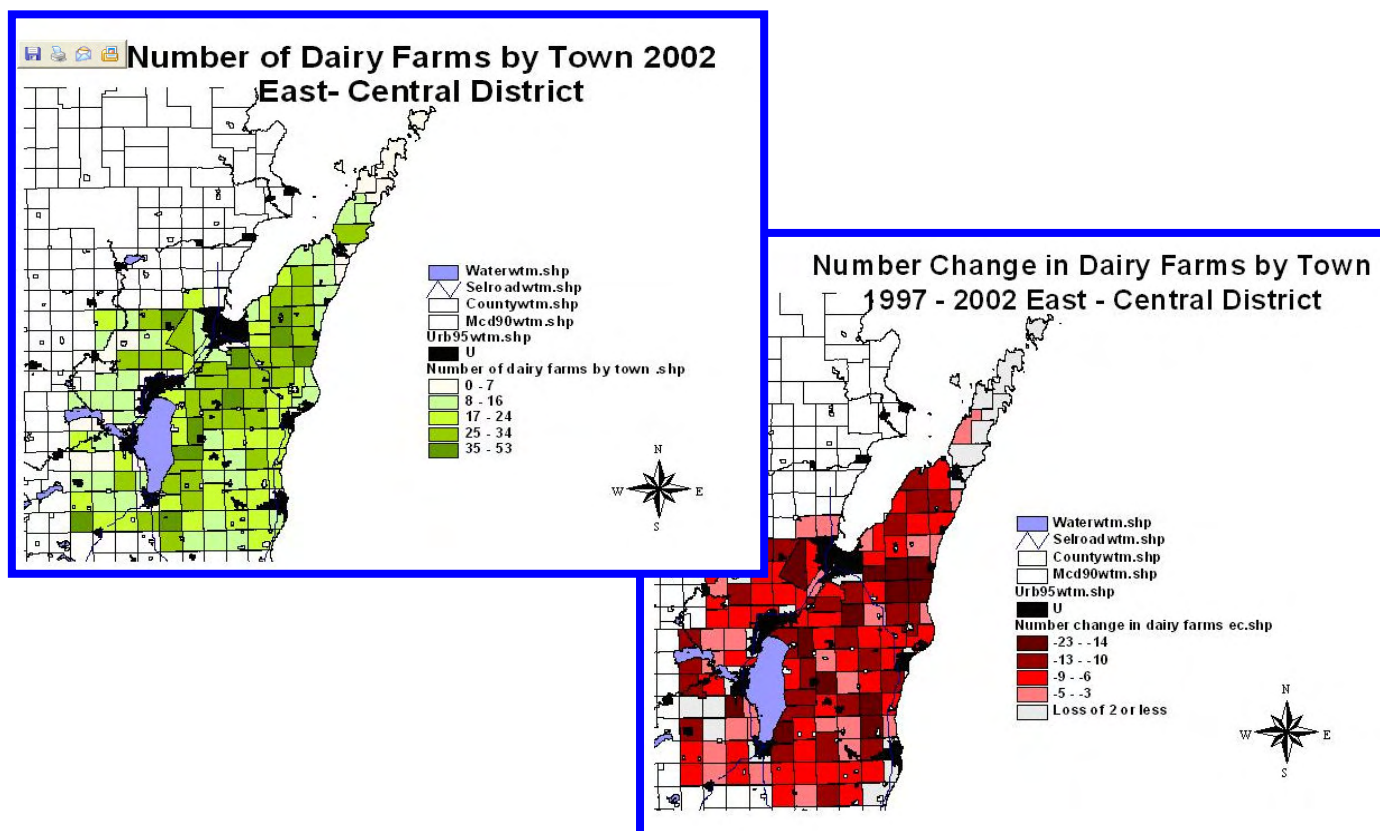 Number of Dairy Farms by Town 2002
East- Central District
Waterwtm.shp
Selroadwtm.shp
Countywtm.shp
Mcd90wtm.shp
Urb95wtm.shp
U
Number of dairy farms by town .shp
0 - 7
8 - 16
17 - 24
25 - 34
35 - 53
N
W
E
S
Number Change in Dairy Farms by Town
1997 - 2002 East - Central District
Waterwtm.shp
Selroadwtm.shp
Countywtm.shp
Mcd90wtm.shp
Urb95wtm.shp
U
Number change in dairy farms ec.shp
-23 - -14
-13 - -10
-9 - -6
-5 - -3
Loss of 2 or less
N
W
E
S